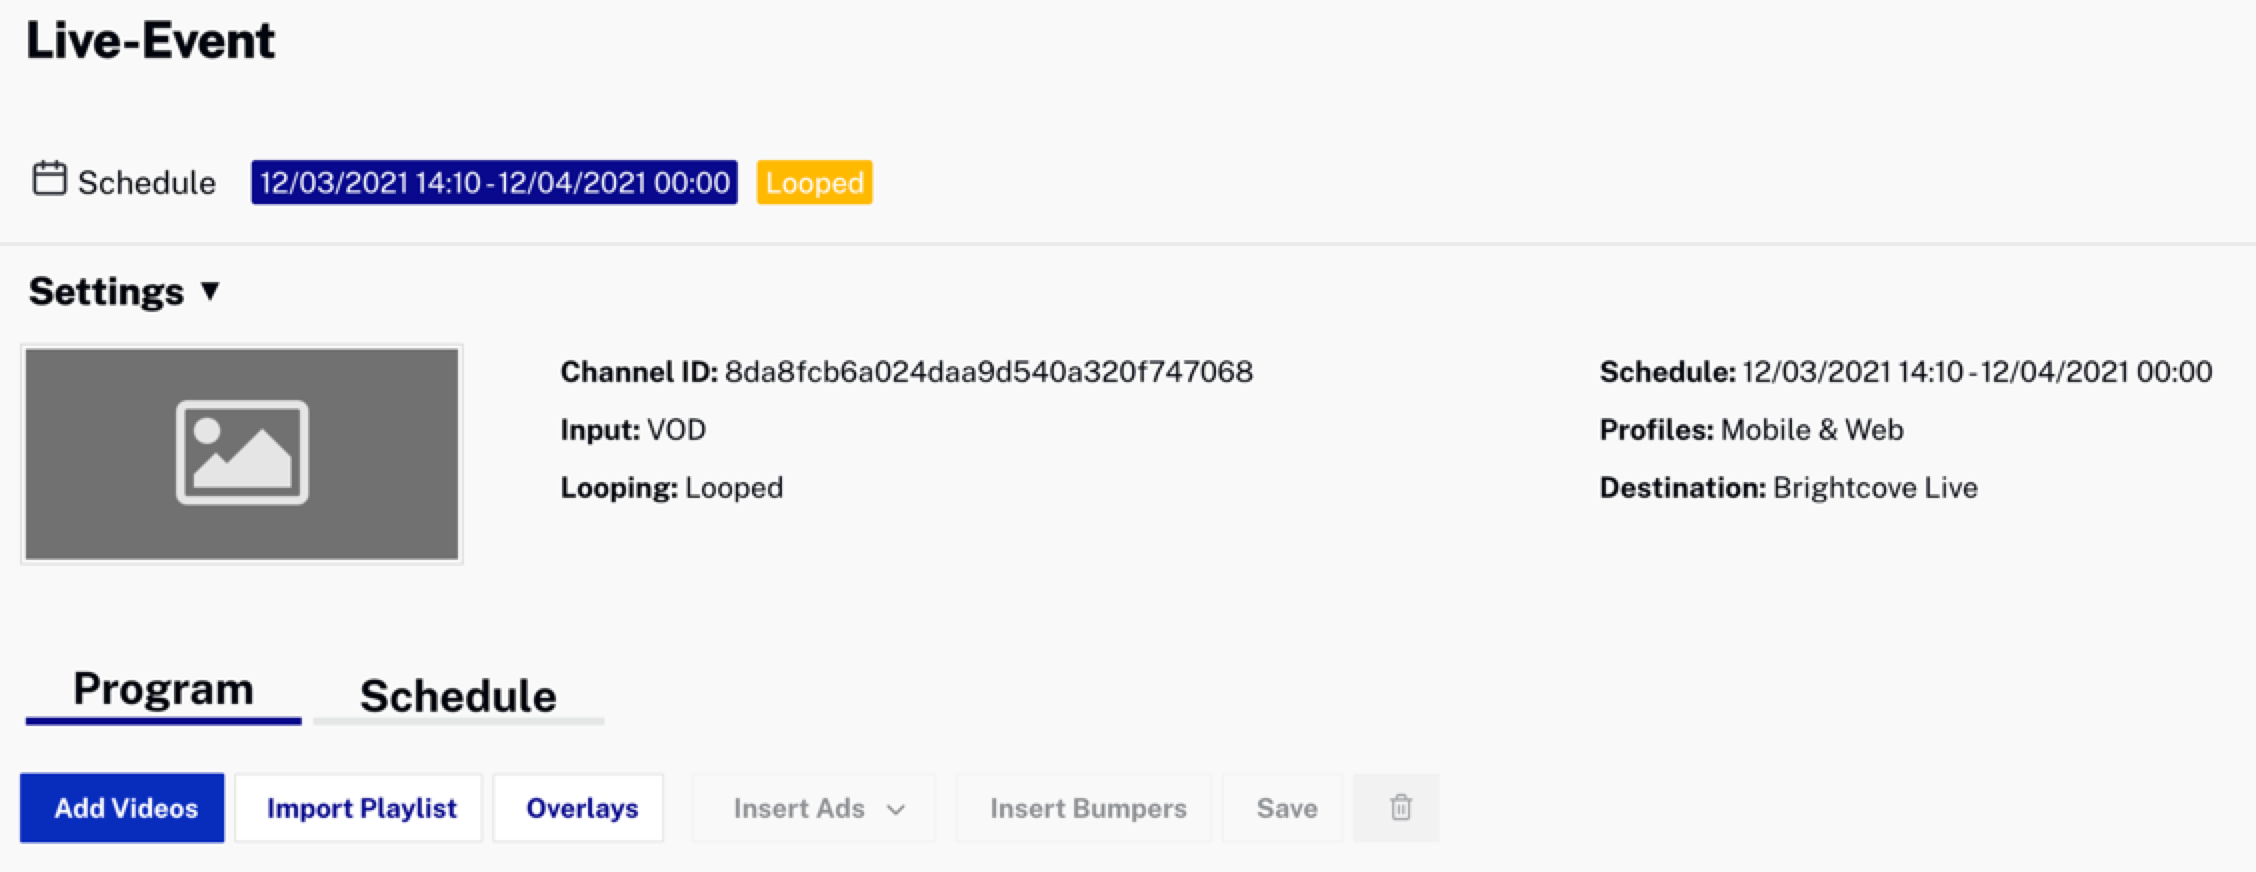 Live-Event
Schedule 12/03/2021 14:10 - 12/04/2021 00:00 Looped
Settings ▼
Channel ID: 8da8fcb6a024daa9d540a320f747068
Input: VOD
Looping: Looped
Schedule: 12/03/2021 14:10 - 12/04/2021 00:00
Profiles: Mobile & Web
Destination: Brightcove Live
Program Schedule
Add Videos Import Playlist Overlays Insert Ads Insert Bumpers Save